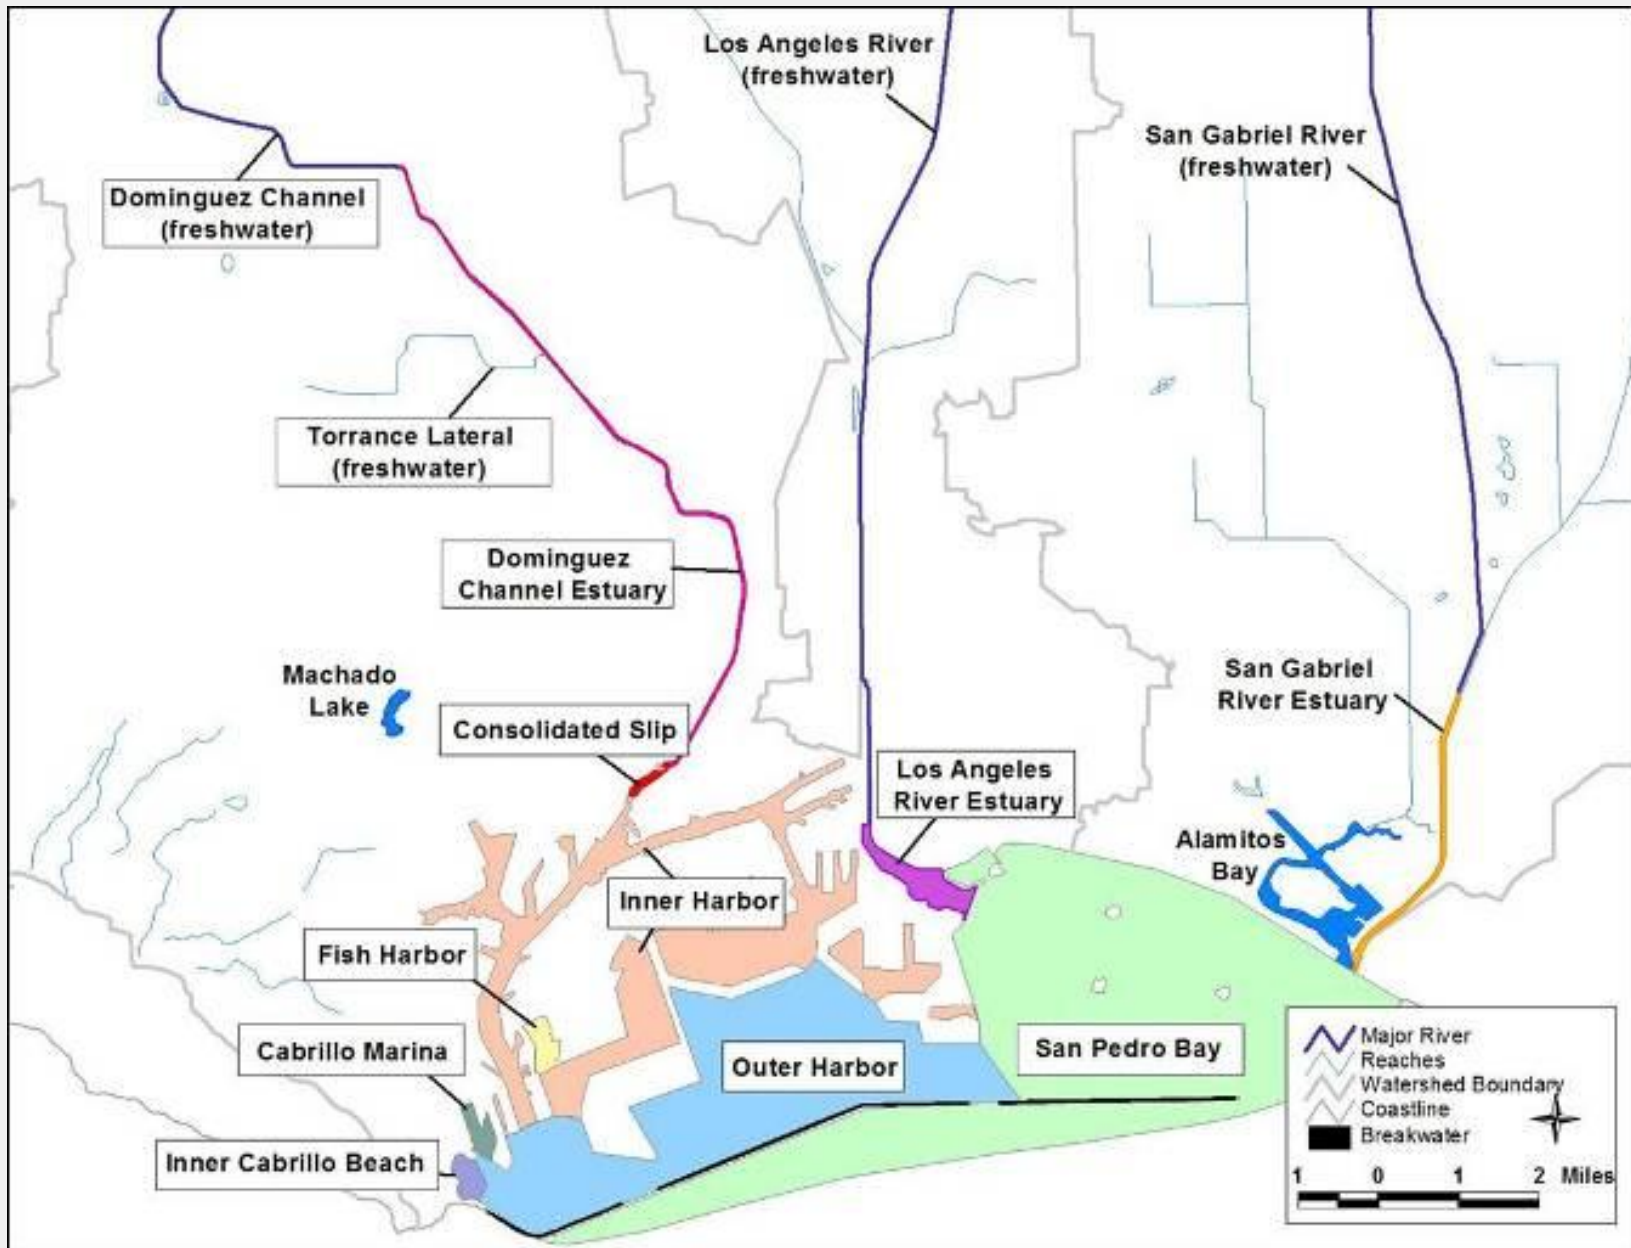 Los Angeles River
(freshwater)
San Gabriel River
(freshwater)
Dominguez Channel
(freshwater)
Torrance Lateral
(freshwater)
Dominguez
Channel Estuary
Machado
Lake
San Gabriel
River Estuary
Consolidated Slip
Los Angeles
River Estuary
Alamitos
Bay
Inner Harbor
Fish Harbor
Cabrillo Marina
Outer Harbor
San Pedro Bay
Inner Cabrillo Beach
Major River
Reaches
Watershed Boundary
Coastline
Breakwater
1 0 1 2 Miles